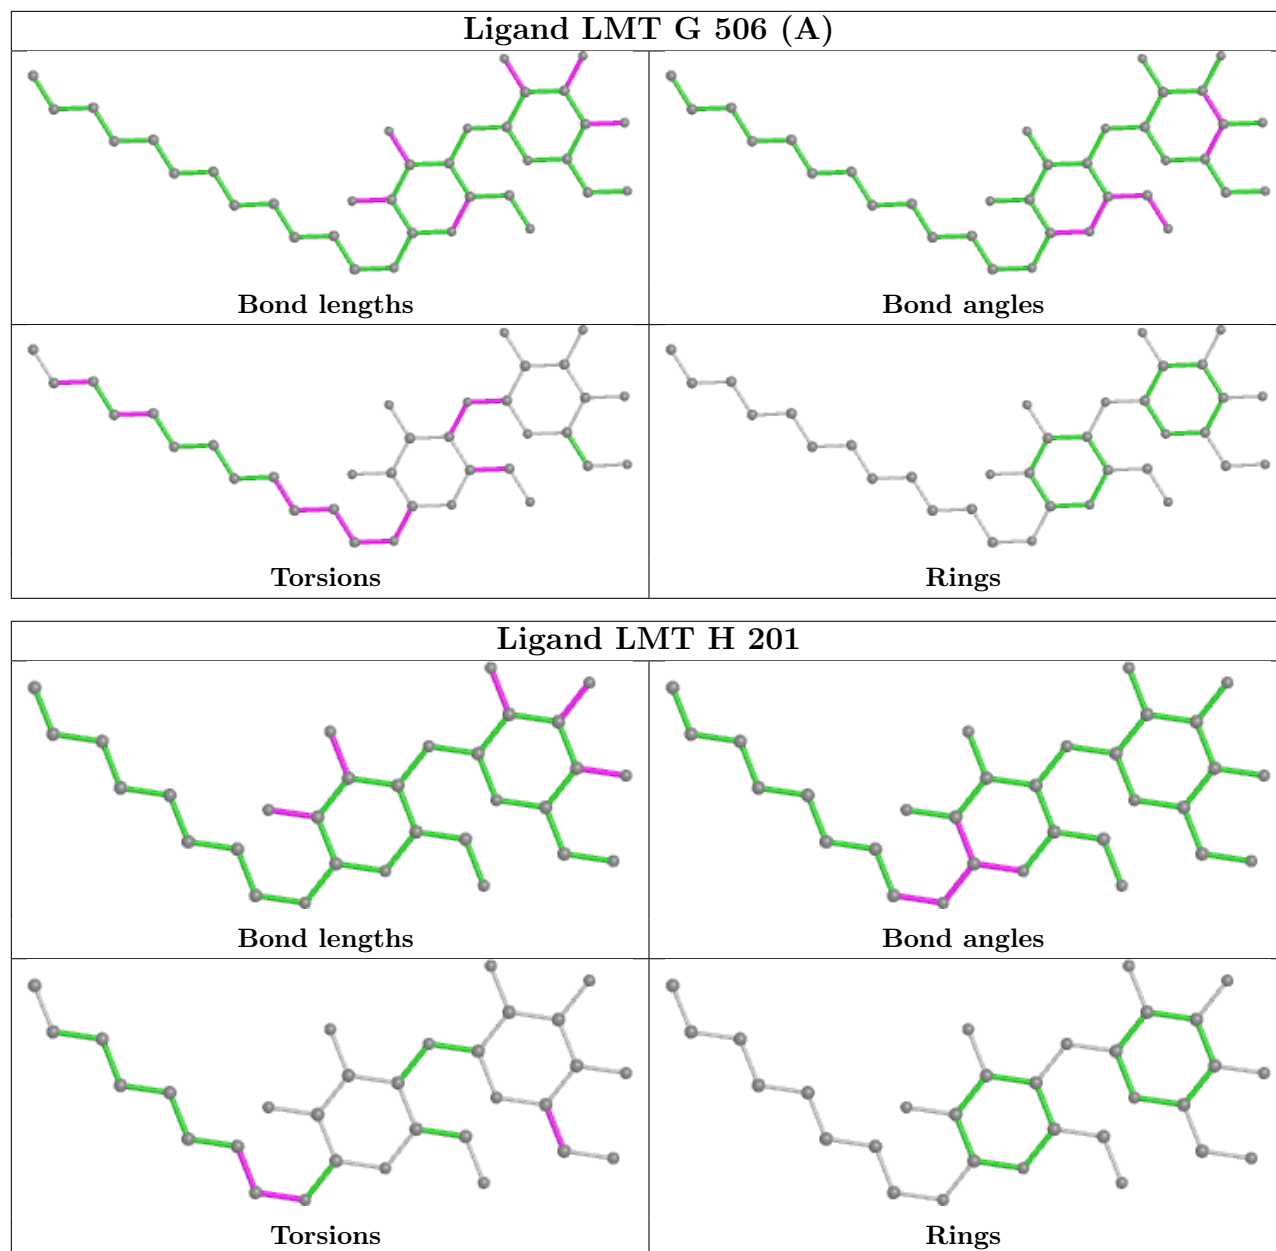 Ligand LMT G 506 (A)
Bond lengths
Bond angles
Torsions
Rings
Ligand LMT H 201
Bond lengths
Bond angles
Torsions
Rings